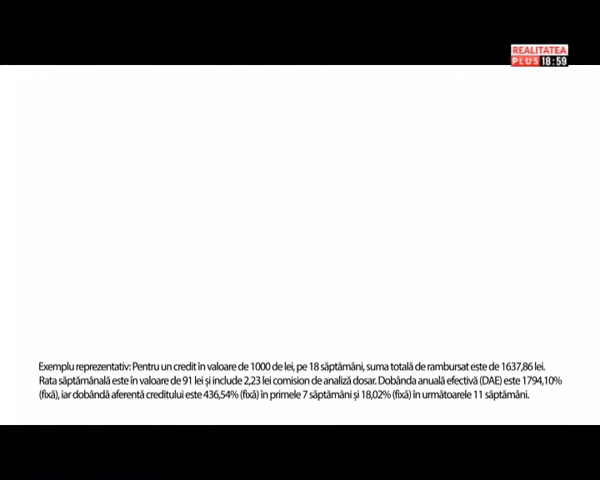 REALITATEA
PLUS 18:59
Exemplu reprezentativ: Pentru un credit în valoare de 1000 de lei, pe 18 săptămâni, suma totală de rambursat este de 1637,86 lei.
Rata săptămânală este în valoare de 91 lei și include 2,23 lei comision de analiză dosar. Dobânda anuală efectivă (DAE) este 1794,10%
(fixă), iar dobândă aferentă creditului este 436,54% (fixă) în primele 7 săptămâni și 18,02% (fixă) în următoarele 11 săptămâni.